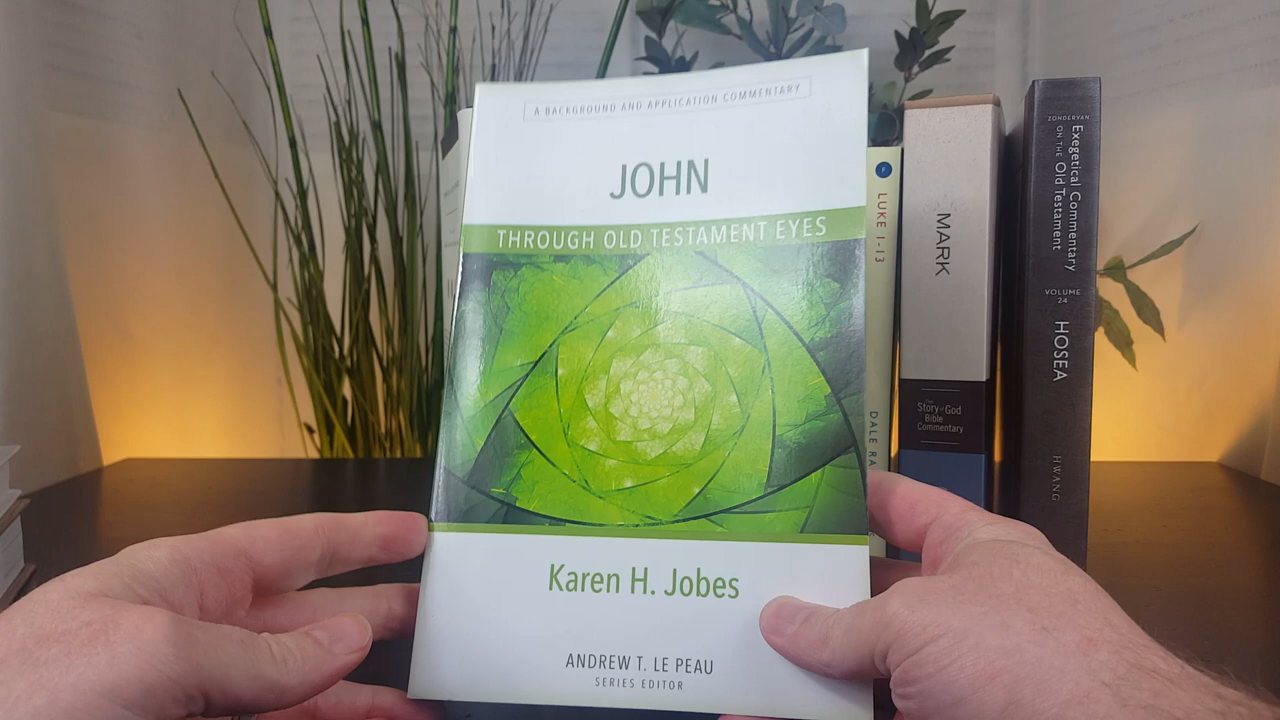 A BACKGROUND AND APPLICATION COMMENTARY
JOHN
THROUGH OLD TESTAMENT EYES
Karen H. Jobes
ANDREW T. LE PEAU
SERIES EDITOR
LUKE 1-13
DALE
MARK
The
Story of God
Bible
Commentary
ZONDERVAN
Exegetical Commentary
ON THE Old Testament
VOLUME
24
HOSEA
HWANG